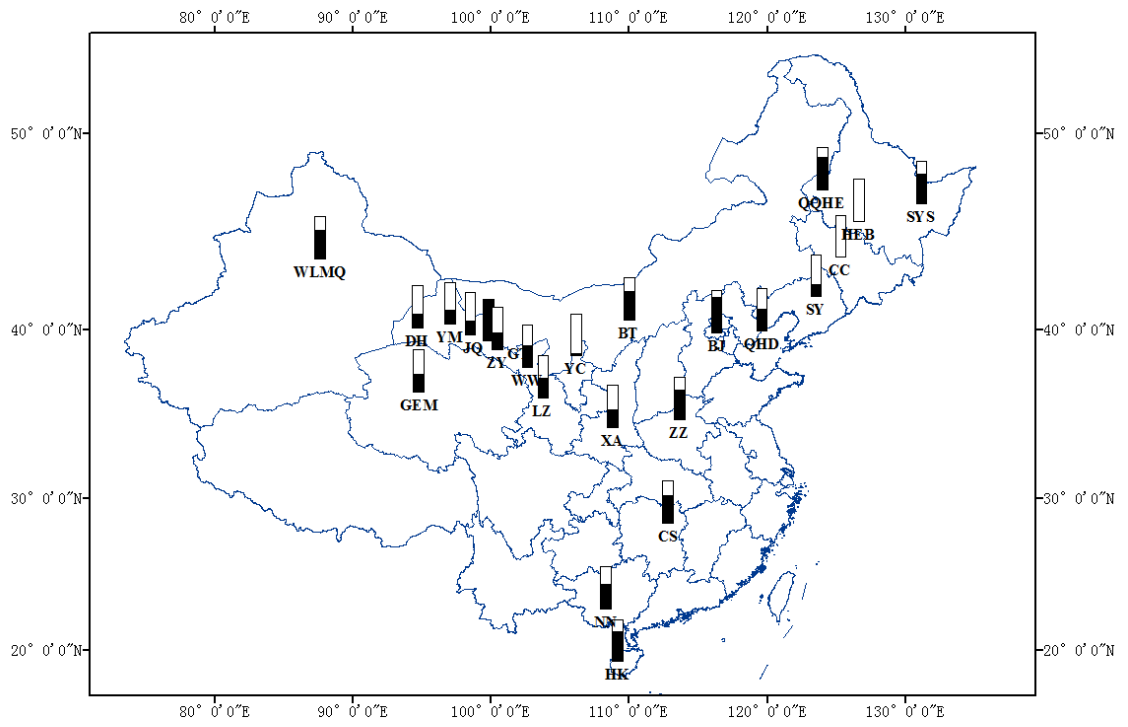 80° 0'0"E 90° 0'0"E 100° 0'0"E 110° 0'0"E 120° 0'0"E 130° 0'0"E
50° 0'0"N 50° 0'0"N
QQHE
SYS
HEB
WLMQ
CC
SY
40° 0'0"N 40° 0'0"N
DH
YM
JQ
ZY
G
WW
YC
BT
BJ
QHD
GEM
LZ
XA
ZZ
30° 0'0"N 30° 0'0"N
CS
NN
20° 0'0"N 20° 0'0"N
HK
80° 0'0"E 90° 0'0"E 100° 0'0"E 110° 0'0"E 120° 0'0"E 130° 0'0"E